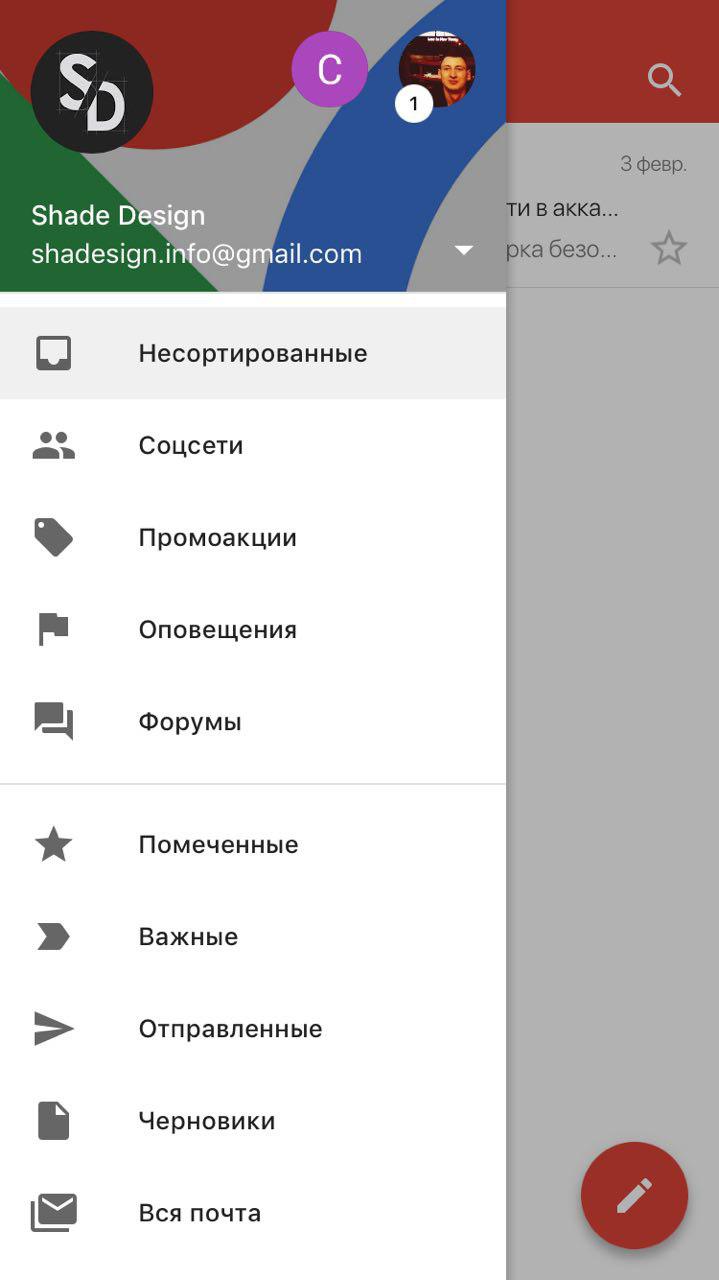 SD
C
1
Shade Design
shadesign.info@gmail.com
3 февр.
ти в акка...
рка безо...
Несортированные
Соцсети
Промоакции
Оповещения
Форумы
Помеченные
Важные
Отправленные
Черновики
Вся почта